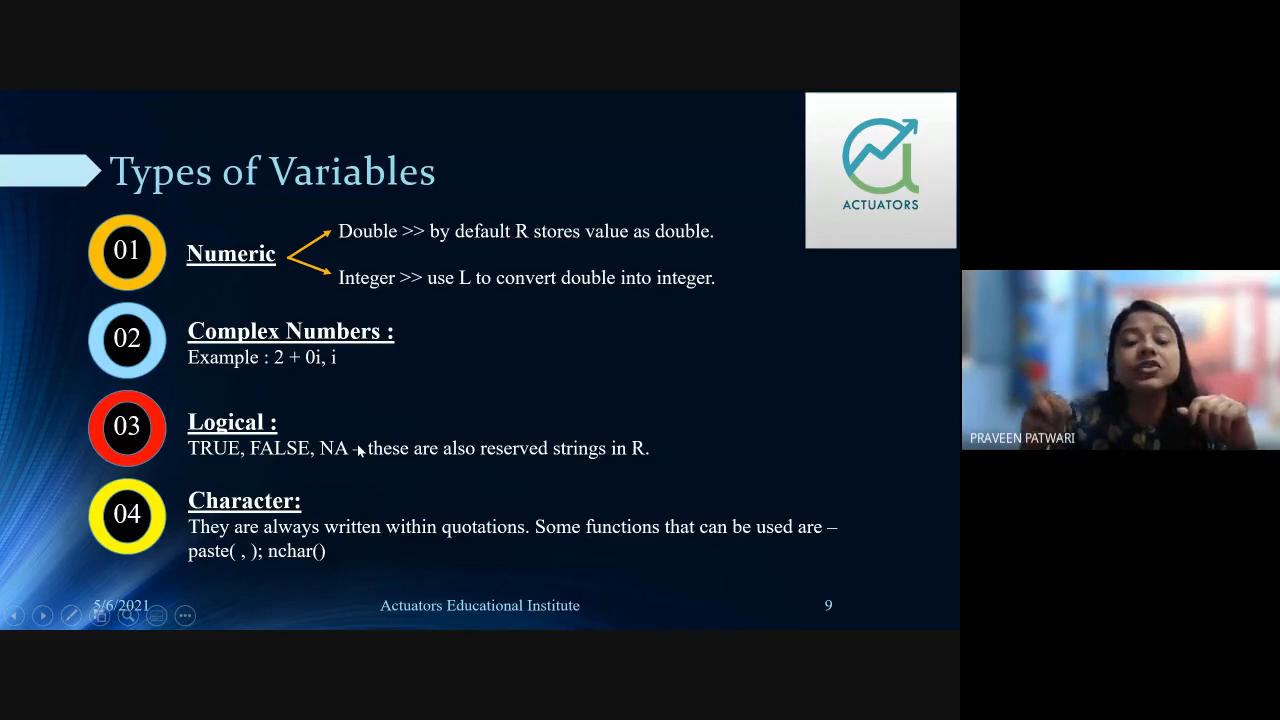 Types of Variables
ACTUATORS
01
Numeric
Double >> by default R stores value as double.
Integer >> use L to convert double into integer.
02
Complex Numbers :
Example : 2 + 0i, i
03
Logical :
TRUE, FALSE, NA – these are also reserved strings in R.
04
Character:
They are always written within quotations. Some functions that can be used are –
paste( , ); nchar()
5/6/2021
Actuators Educational Institute
9
PRAVEEN PATWARI